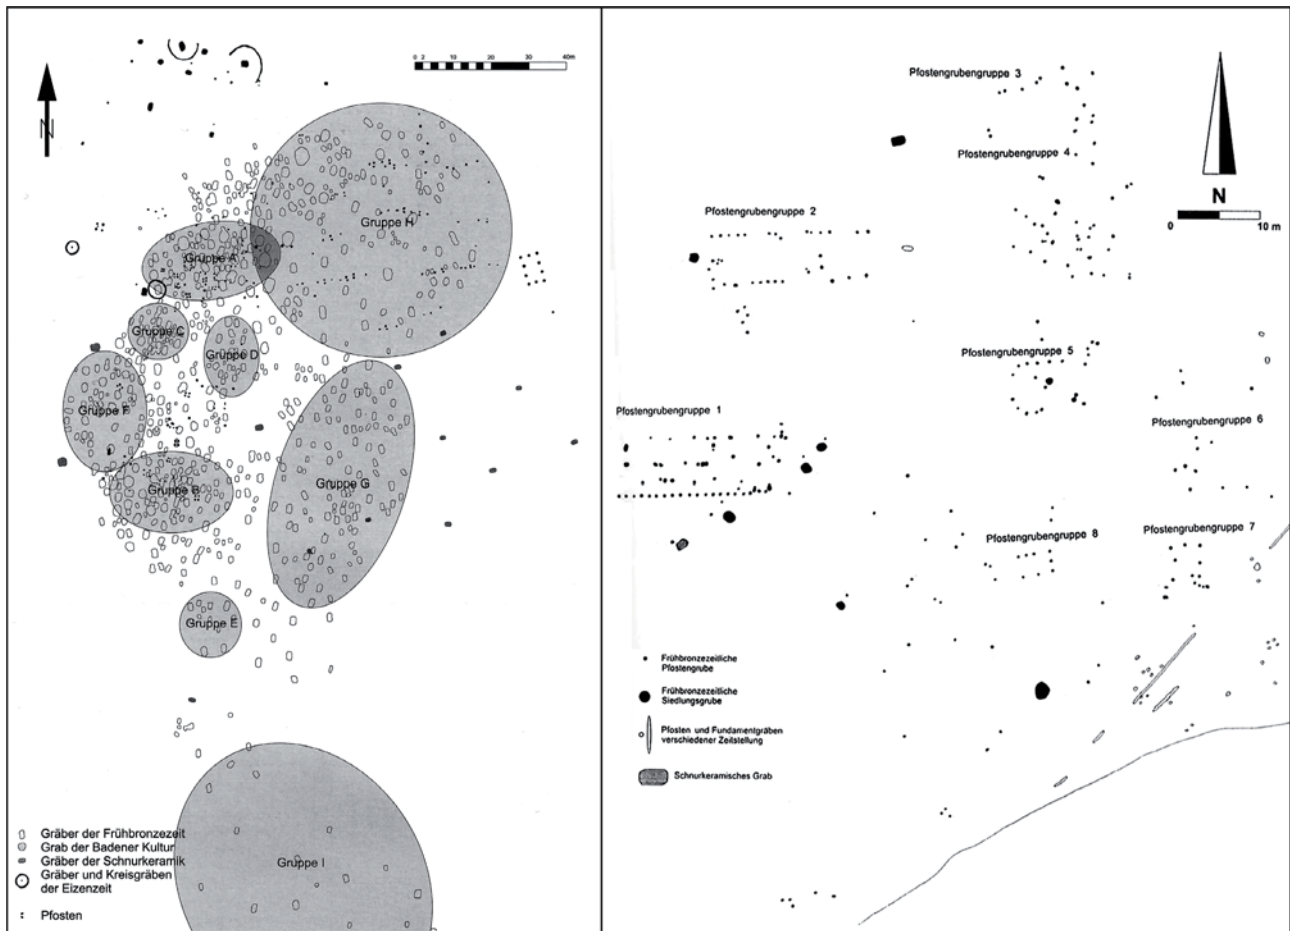 0 2 10 20 30 40m
N
Gruppe H
Gruppe A
Gruppe C
Gruppe D
Gruppe F
Gruppe B
Gruppe G
Gruppe E
Gruppe I
Gräber der Frühbronzezeit
Grab der Badener Kultur
Gräber der Schnurkeramik
Gräber und Kreisgräben
der Eizenzeit
Pfosten
Pfostengrubengruppe 3
Pfostengrubengruppe 4
N
0 10 m
Pfostengrubengruppe 2
Pfostengrubengruppe 5
Pfostengrubengruppe 1
Pfostengrubengruppe 6
Pfostengrubengruppe 7
Pfostengrubengruppe 8
Frühbronzezeitliche
Pfostengrube
Frühbronzezeitliche
Siedlungsgrube
Pfosten und Fundamentgräben
verschiedener Zeitstellung
Schnurkeramisches Grab